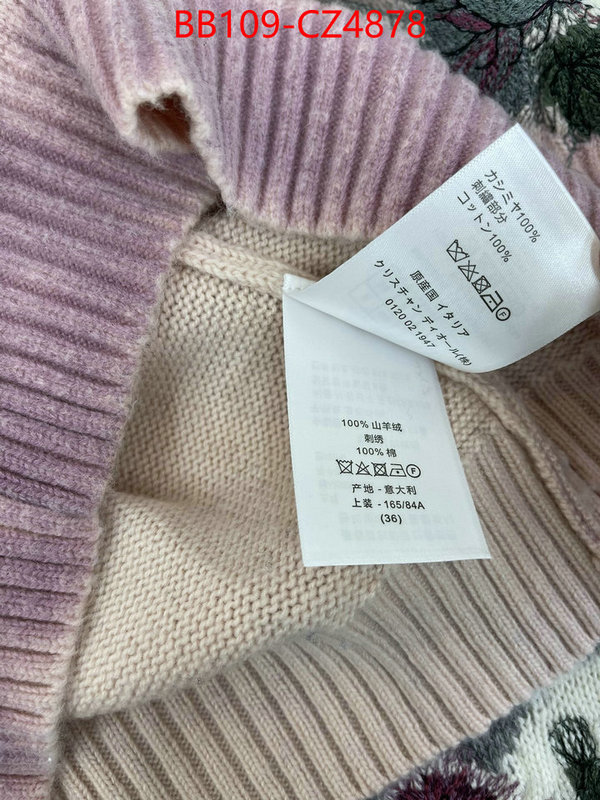 BB109-CZ4878
カシミヤ100%
刺繍部分
コットン100%
F
原産国 イタリア
クリスチャン ディオール(株)
0120 02 1947
100% 山羊绒
刺绣
100% 棉
F
产地 - 意大利
上装 - 165/84A
(36)